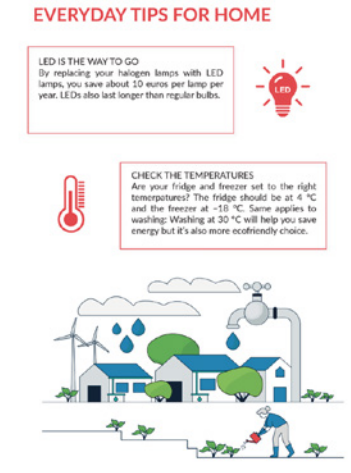 EVERYDAY TIPS FOR HOME
LED IS THE WAY TO GO
By replacing your halogen lamps with LED
lamps, you save about 10 euros per lamp per
year. LEDs also last longer than regular bulbs.
LED
CHECK THE TEMPERATURES
Are your fridge and freezer set to the right
temerpatures? The fridge should be at 4 °C
and the freezer at -18 °C. Same applies to
washing: Washing at 30 °C will help you save
energy but it's also more ecofriendly choice.